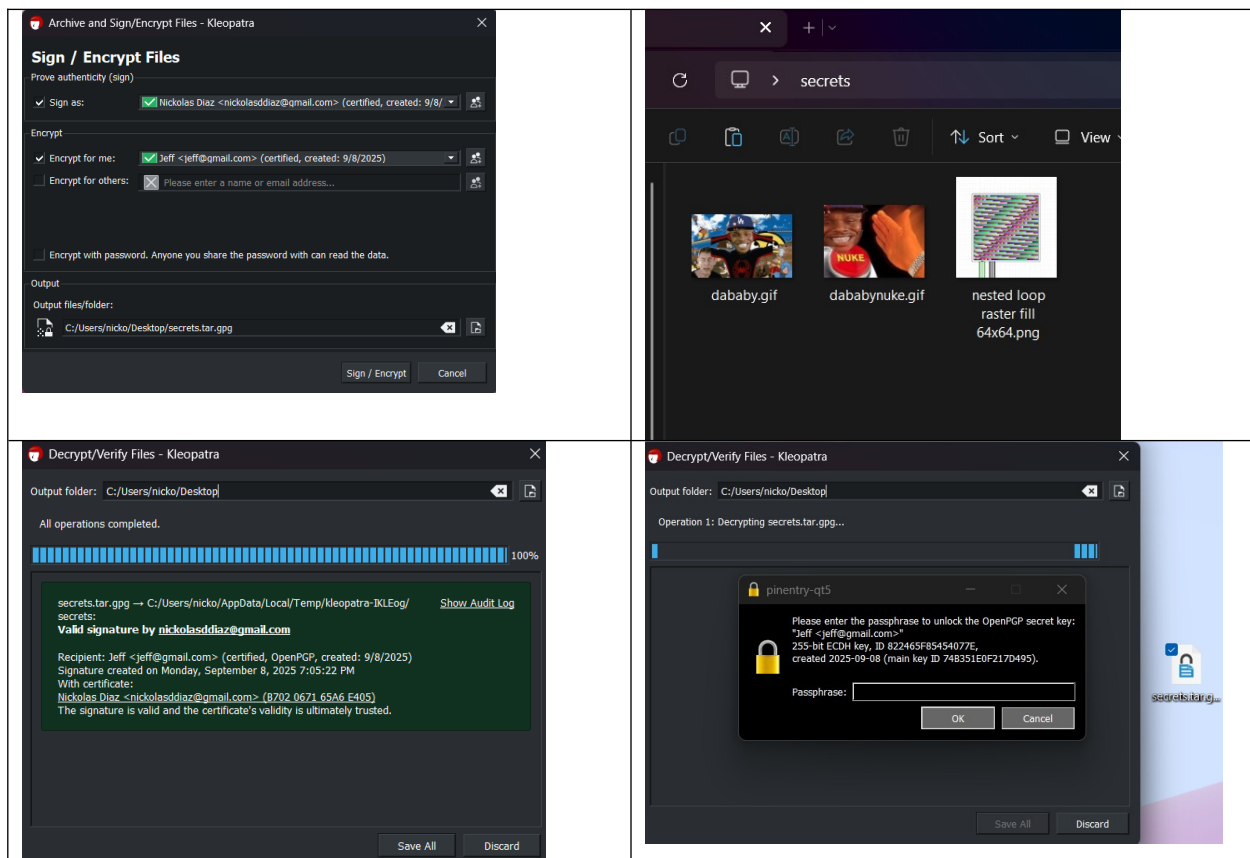 Archive and Sign/Encrypt Files - Kleopatra
Sign / Encrypt Files
Prove authenticity (sign)
Sign as:
Nickolas Diaz <nickolasddiaz@gmail.com> (certified, created: 9/8/
Encrypt
Encrypt for me:
Jeff <jeff@gmail.com> (certified, created: 9/8/2025)
Encrypt for others:
Please enter a name or email address...
Encrypt with password. Anyone you share the password with can read the data.
Output
Output files/folder:
C:/Users/nicko/Desktop/secrets.tar.gpg
Sign / Encrypt
Cancel
secrets
Sort
View
NUKE
dababy.gif
dababynuke.gif
nested loop
raster fill
64x64.png
Decrypt/Verify Files - Kleopatra
Output folder:
C:/Users/nicko/Desktop
All operations completed.
100%
secrets.tar.gpg → C:/Users/nicko/AppData/Local/Temp/kleopatra-IKLEog/
secrets:
Show Audit Log
Valid signature by nickolasddiaz@gmail.com
Recipient: Jeff <jeff@gmail.com> (certified, OpenPGP, created: 9/8/2025)
Signature created on Monday, September 8, 2025 7:05:22 PM
With certificate:
Nickolas Diaz <nickolasddiaz@gmail.com> (B702 0671 65A6 E405)
The signature is valid and the certificate's validity is ultimately trusted.
Save All
Discard
Decrypt/Verify Files - Kleopatra
Output folder:
C:/Users/nicko/Desktop
Operation 1: Decrypting secrets.tar.gpg...
pinentry-qt5
Please enter the passphrase to unlock the OpenPGP secret key:
"Jeff <jeff@gmail.com>"
255-bit ECDH key, ID 822465F85454077E,
created 2025-09-08 (main key ID 74B351E0F217D495).
Passphrase:
OK
Cancel
Save All
Discard
secrets.tar.g...